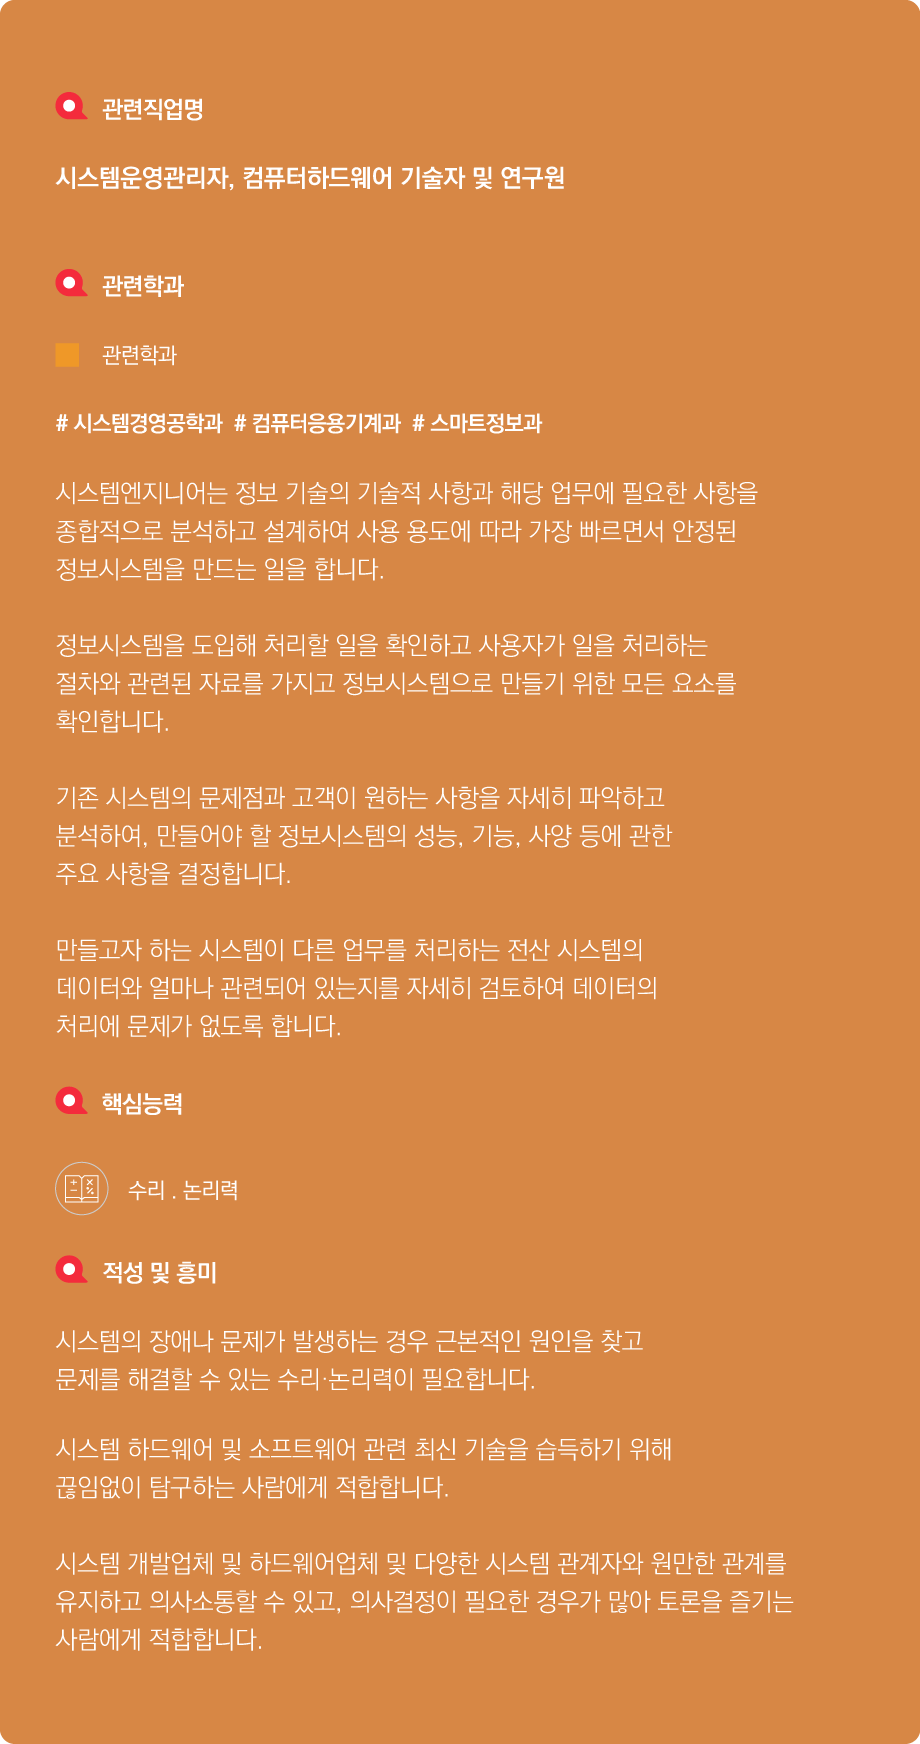 관련직업명
시스템운영관리자, 컴퓨터하드웨어 기술자 및 연구원
관련학과
관련학과
# 시스템경영공학과 # 컴퓨터응용기계과 # 스마트정보과
시스템엔지니어는 정보 기술의 기술적 사항과 해당 업무에 필요한 사항을
종합적으로 분석하고 설계하여 사용 용도에 따라 가장 빠르면서 안정된
정보시스템을 만드는 일을 합니다.
정보시스템을 도입해 처리할 일을 확인하고 사용자가 일을 처리하는
절차와 관련된 자료를 가지고 정보시스템으로 만들기 위한 모든 요소를
확인합니다.
기존 시스템의 문제점과 고객이 원하는 사항을 자세히 파악하고
분석하여, 만들어야 할 정보시스템의 성능, 기능, 사양 등에 관한
주요 사항을 결정합니다.
만들고자 하는 시스템이 다른 업무를 처리하는 전산 시스템의
데이터와 얼마나 관련되어 있는지를 자세히 검토하여 데이터의
처리에 문제가 없도록 합니다.
핵심능력
수리 . 논리력
적성 및 흥미
시스템의 장애나 문제가 발생하는 경우 근본적인 원인을 찾고
문제를 해결할 수 있는 수리·논리력이 필요합니다.
시스템 하드웨어 및 소프트웨어 관련 최신 기술을 습득하기 위해
끊임없이 탐구하는 사람에게 적합합니다.
시스템 개발업체 및 하드웨어업체 및 다양한 시스템 관계자와 원만한 관계를
유지하고 의사소통할 수 있고, 의사결정이 필요한 경우가 많아 토론을 즐기는
사람에게 적합합니다.